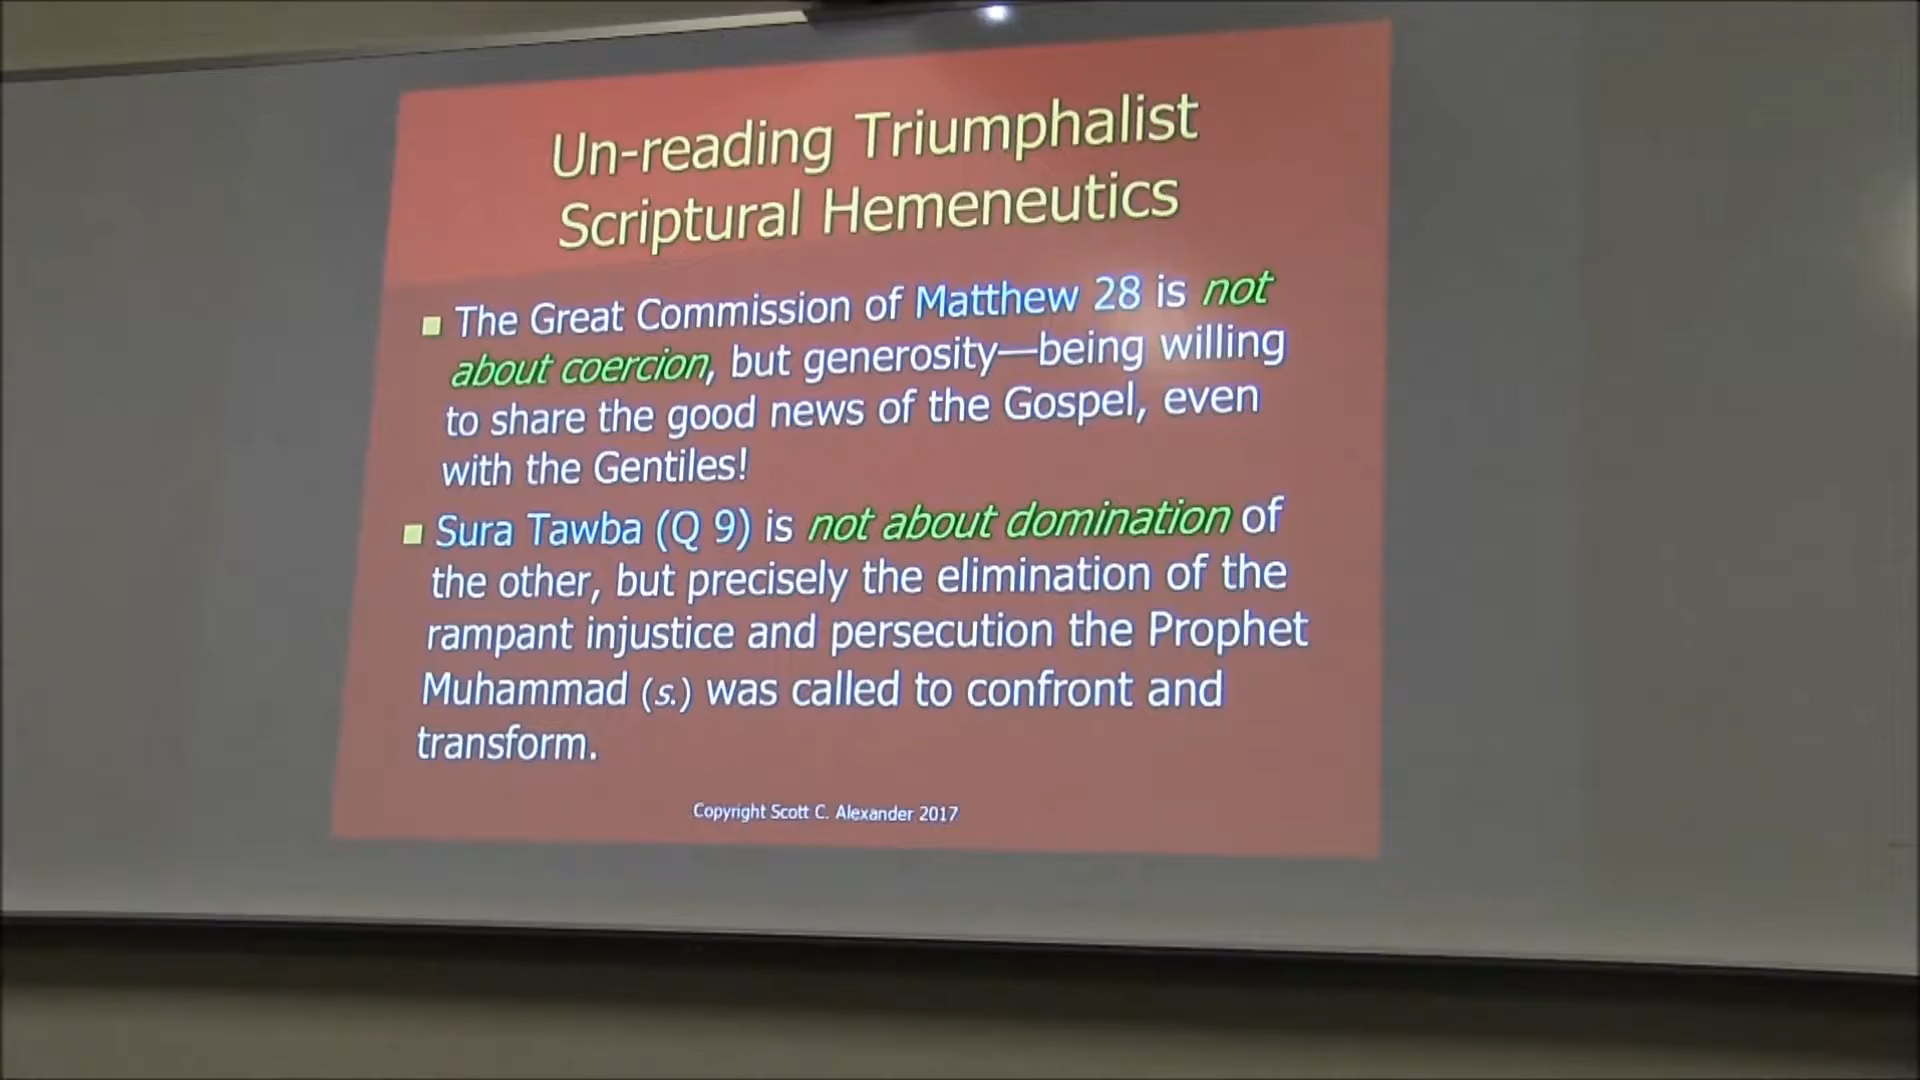 Un-reading Triumphalist
Scriptural Hemeneutics
The Great Commission of Matthew 28 is not
about coercion, but generosity—being willing
to share the good news of the Gospel, even
with the Gentiles!
Sura Tawba (Q 9) is not about domination of
the other, but precisely the elimination of the
rampant injustice and persecution the Prophet
Muhammad (s.) was called to confront and
transform.
Copyright Scott C. Alexander 2017